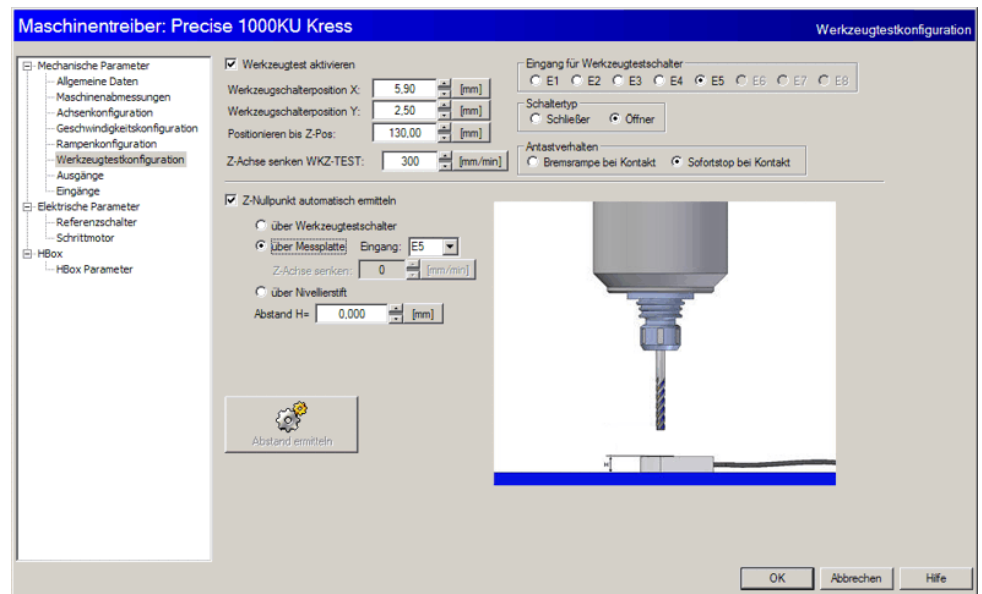 Maschinentreiber: Precise 1000KU Kress
Werkzeugtestkonfiguration
Mechanische Parameter
Allgemeine Daten
Maschinenabmessungen
Achsenkonfiguration
Geschwindigkeitskonfiguration
Rampenkonfiguration
Werkzeugtestkonfiguration
Ausgänge
Eingänge
Elektrische Parameter
Referenzschalter
Schrittmotor
HBox
HBox Parameter
Werkzeugtest aktivieren
Werkzeugschalterposition X: 5,90 [mm]
Werkzeugschalterposition Y: 2,50 [mm]
Positionieren bis Z-Pos: 130,00 [mm]
Z-Achse senken WKZ-TEST: 300 [mm/min]
Eingang für Werkzeugtestschalter
E1 E2 E3 E4 E5 E6 E7 E8
Schaltertyp
Schließer Öffner
Antastverhalten
Bremsrampe bei Kontakt Sofortstop bei Kontakt
Z-Nullpunkt automatisch ermitteln
über Werkzeugtestschalter
über Messplatte Eingang: E5
Z-Achse senken: 0 [mm/min]
über Nivellierstift
Abstand H= 0,000 [mm]
Abstand ermitteln
H
OK Abbrechen Hilfe